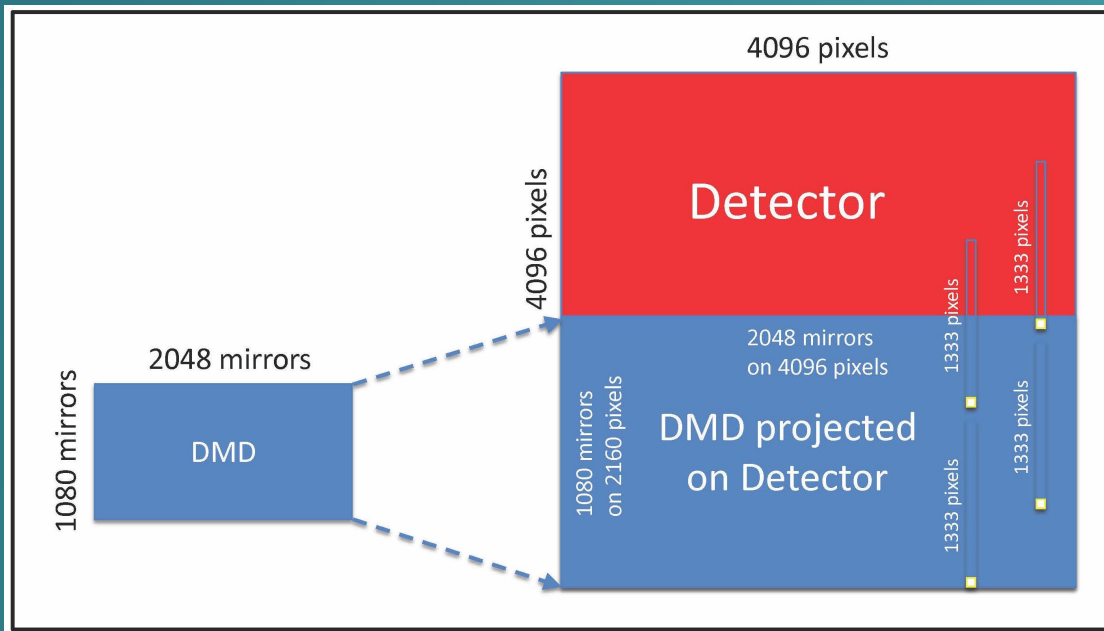 4096 pixels
4096 pixels
Detector
1333 pixels
1333 pixels
2048 mirrors
on 4096 pixels
2048 mirrors
1080 mirrors
DMD
1080 mirrors
on 2160 pixels
DMD projected
on Detector
1333 pixels
1333 pixels